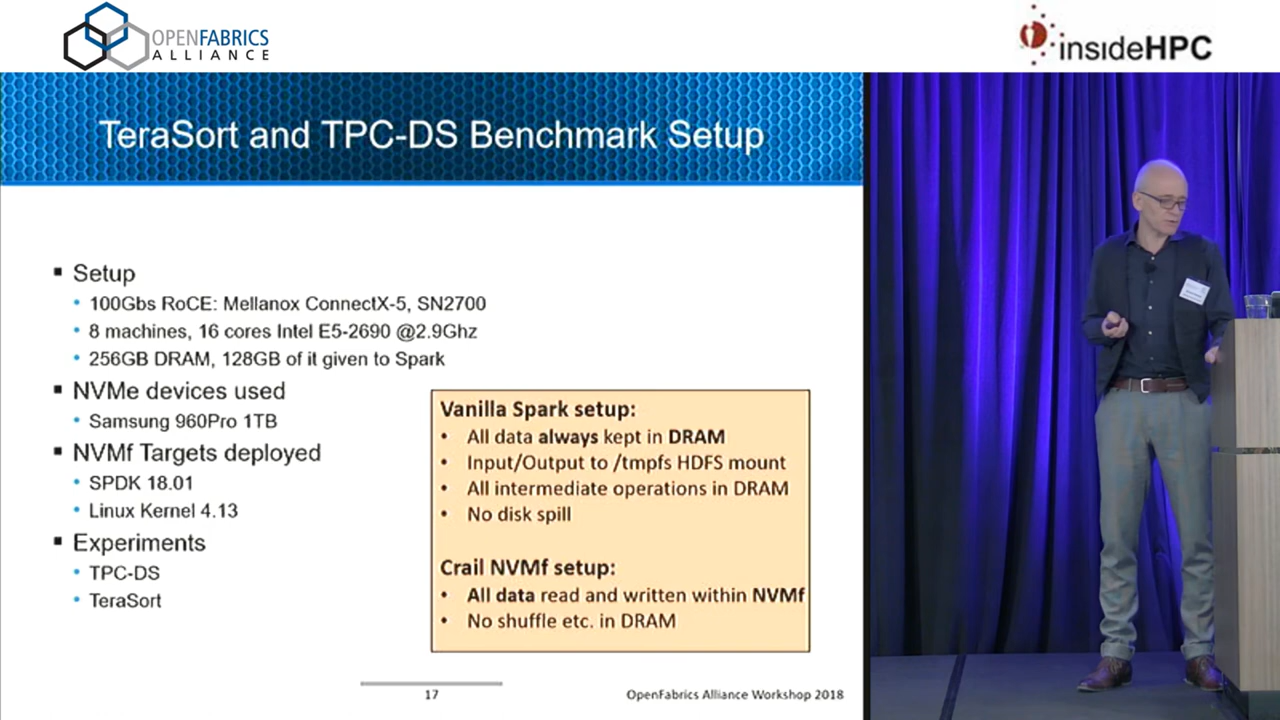 OPENFABRICS
ALLIANCE
insideHPC
TeraSort and TPC-DS Benchmark Setup
Setup
100Gbs RoCE: Mellanox ConnectX-5, SN2700
8 machines, 16 cores Intel E5-2690 @2.9Ghz
256GB DRAM, 128GB of it given to Spark
NVMe devices used
Samsung 960Pro 1TB
NVMf Targets deployed
SPDK 18.01
Linux Kernel 4.13
Experiments
TPC-DS
TeraSort
Vanilla Spark setup:
All data always kept in DRAM
Input/Output to /tmpfs HDFS mount
All intermediate operations in DRAM
No disk spill
Crail NVMf setup:
All data read and written within NVMf
No shuffle etc. in DRAM
17
OpenFabrics Alliance Workshop 2018